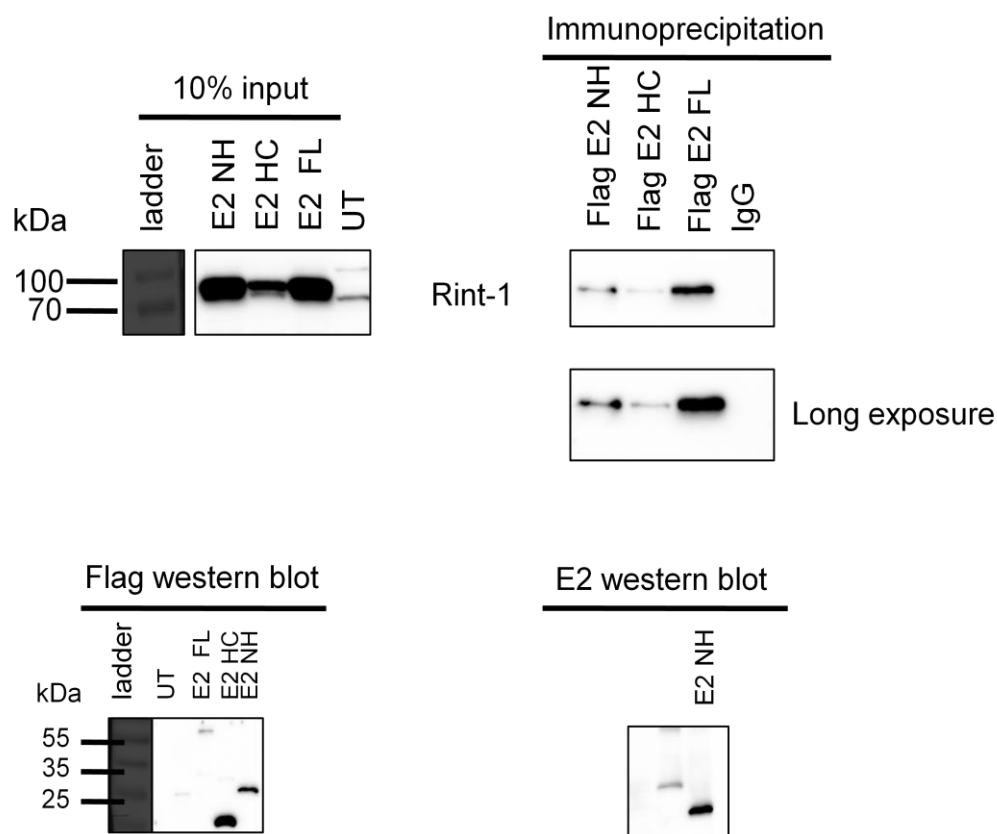 Immunoprecipitation
10% input
ladder
E2 NH
E2 HC
E2 FL
UT
Flag E2 NH
Flag E2 HC
Flag E2 FL
IgG
kDa
100
70
Rint-1
Long exposure
Flag western blot
ladder
UT
E2 FL
E2 HC
E2 NH
kDa
55
35
25
E2 western blot
E2 NH